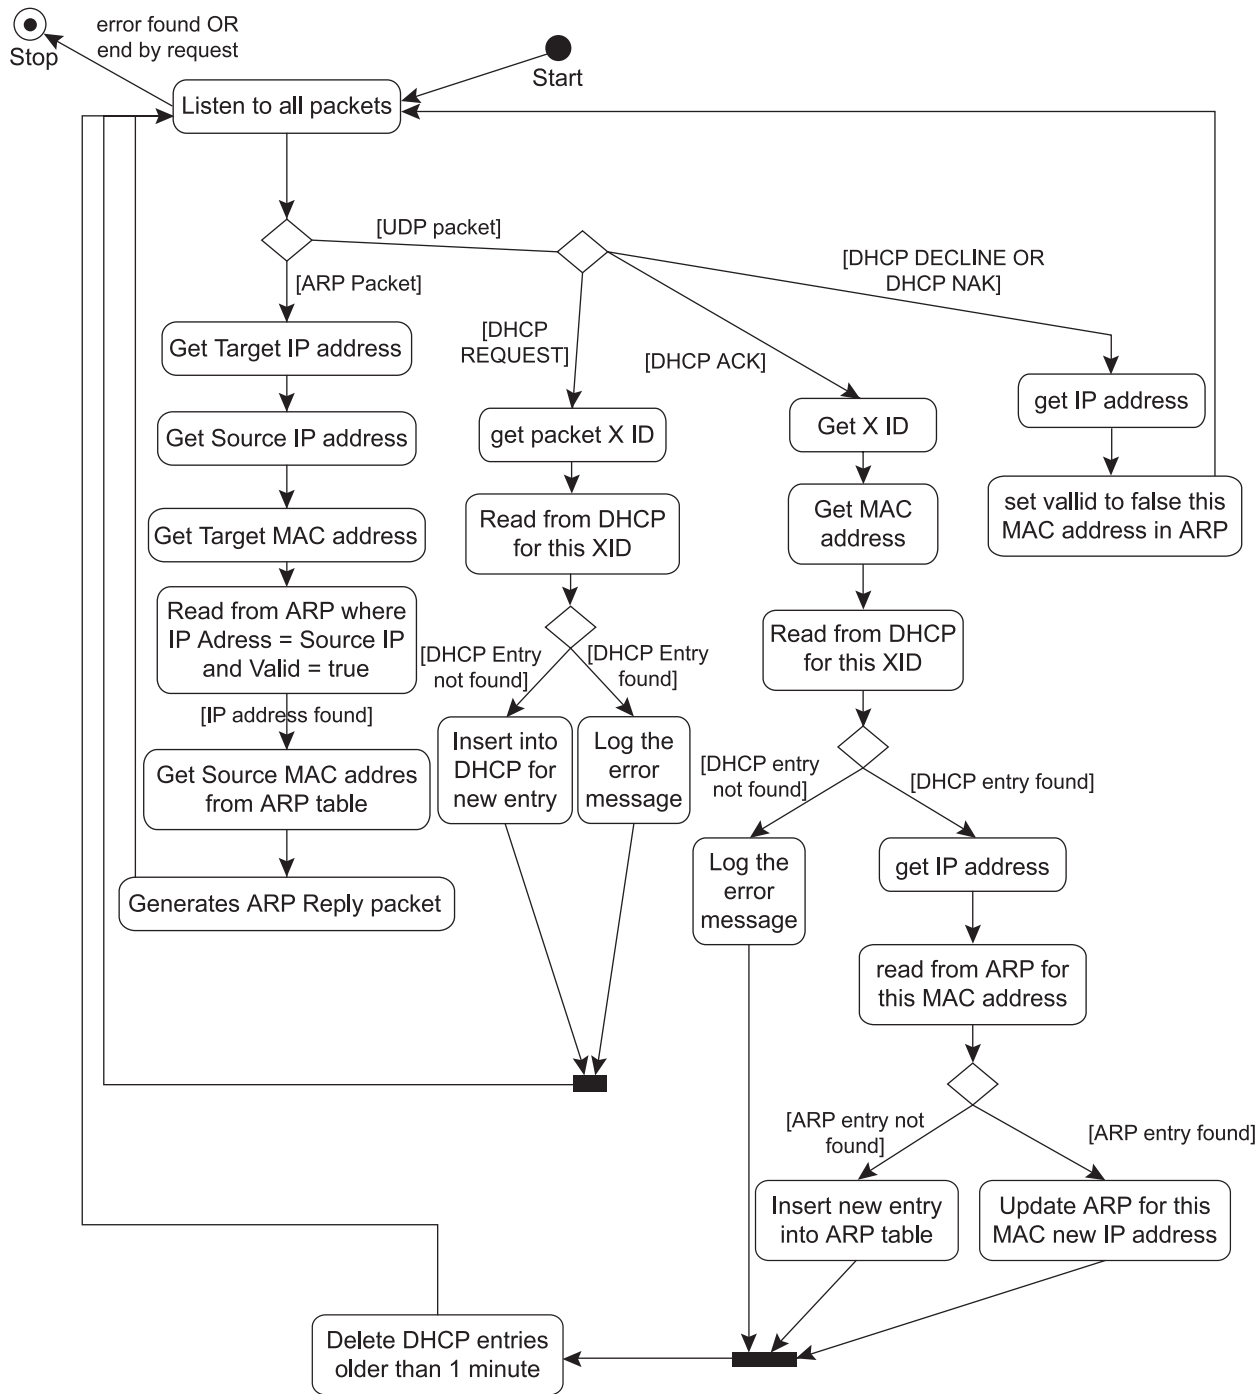 error found OR
end by request
Stop
Start
Listen to all packets
[UDP packet]
[ARP Packet]
[DHCP DECLINE OR
DHCP NAK]
[DHCP
REQUEST]
[DHCP ACK]
Get Target IP address
Get Source IP address
Get Target MAC address
Read from ARP where
IP Adress = Source IP
and Valid = true
[IP address found]
Get Source MAC addres
from ARP table
Generates ARP Reply packet
get packet X ID
Read from DHCP
for this XID
[DHCP Entry
not found]
[DHCP Entry
found]
Insert into
DHCP for
new entry
Log the
error
message
Get X ID
Get MAC
address
Read from DHCP
for this XID
[DHCP entry
not found]
[DHCP entry found]
Log the
error
message
get IP address
read from ARP for
this MAC address
[ARP entry not
found]
[ARP entry found]
Insert new entry
into ARP table
Update ARP for this
MAC new IP address
get IP address
set vallid to false this
MAC address in ARP
Delete DHCP entries
older than 1 minute